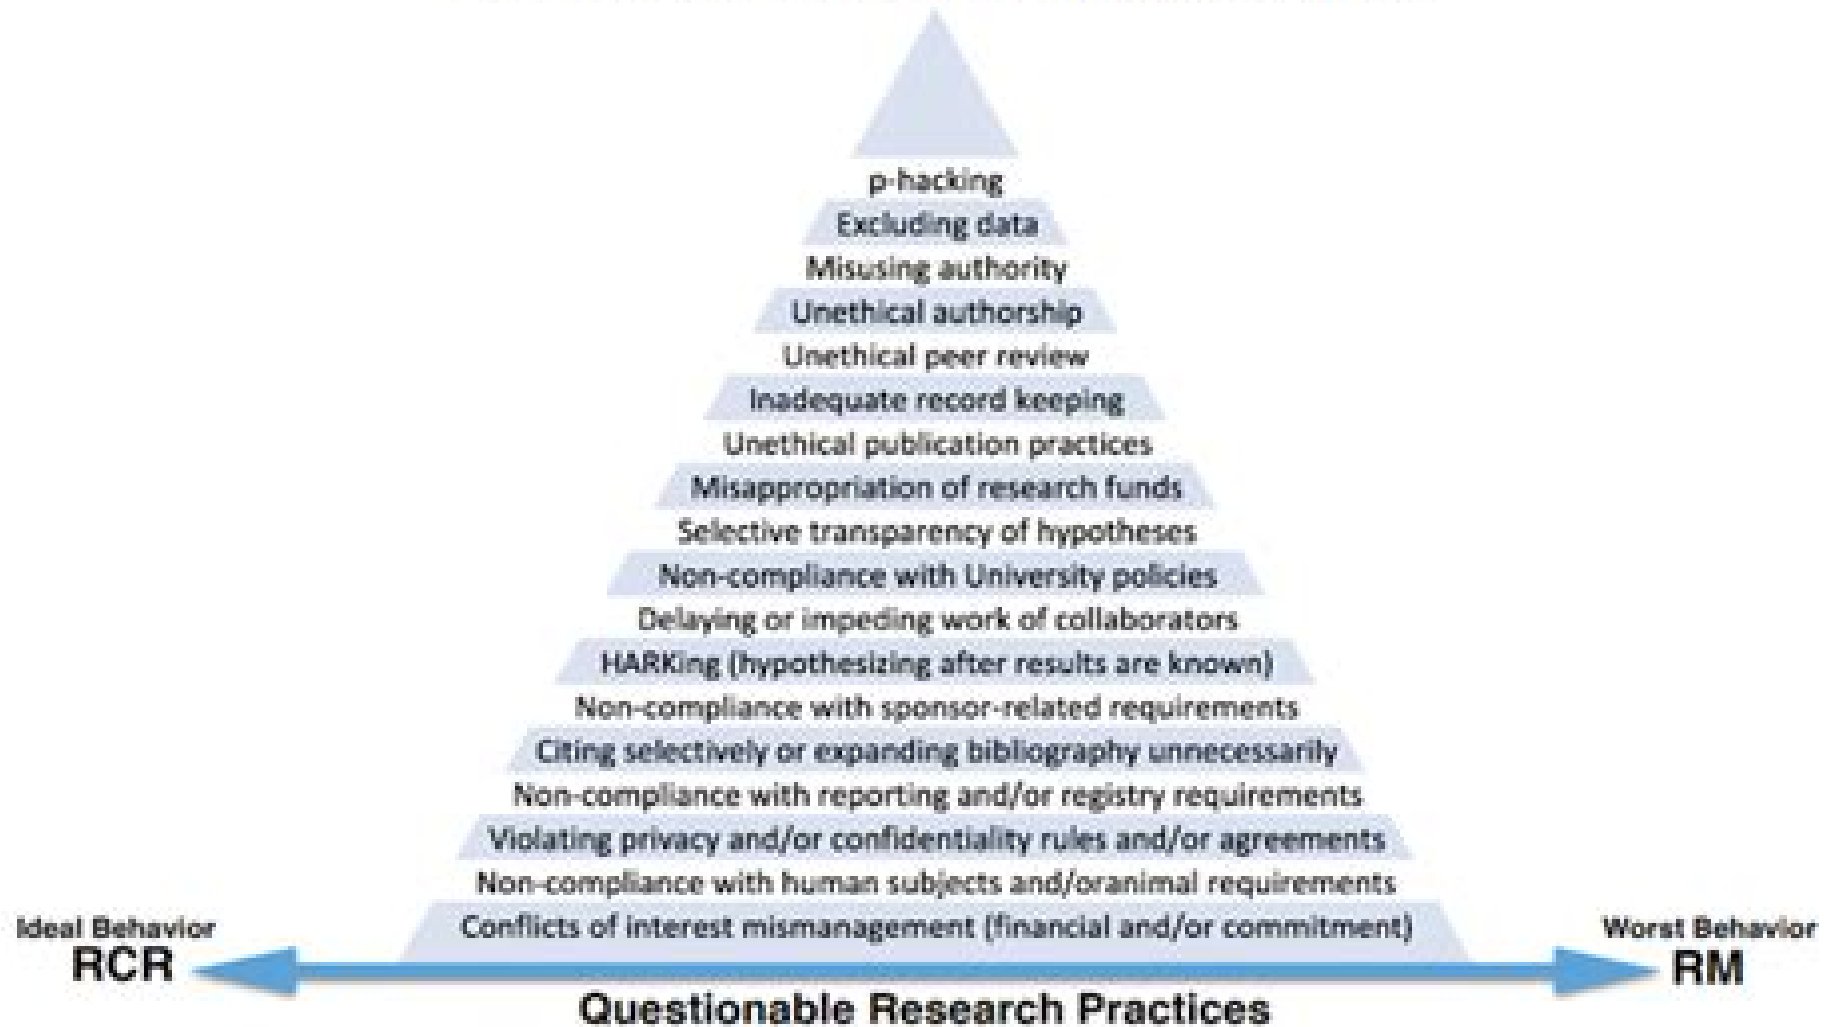 p-hacking
Excluding data
Misusing authority
Unethical authorship
Unethical peer review
Inadequate record keeping
Unethical publication practices
Misappropriation of research funds
Selective transparency of hypotheses
Non-compliance with University policies
Delaying or impeding work of collaborators
HARKing (hypothesizing after results are known)
Non-compliance with sponsor-related requirements
Citing selectively or expanding bibliography unnecessarily
Non-compliance with reporting and/or registry requirements
Violating privacy and/or confidentiality rules and/or agreements
Non-compliance with human subjects and/oranimal requirements
Conflicts of interest mismanagement (financial and/or commitment)
Ideal Behavior
RCR
Worst Behavior
RM
Questionable Research Practices